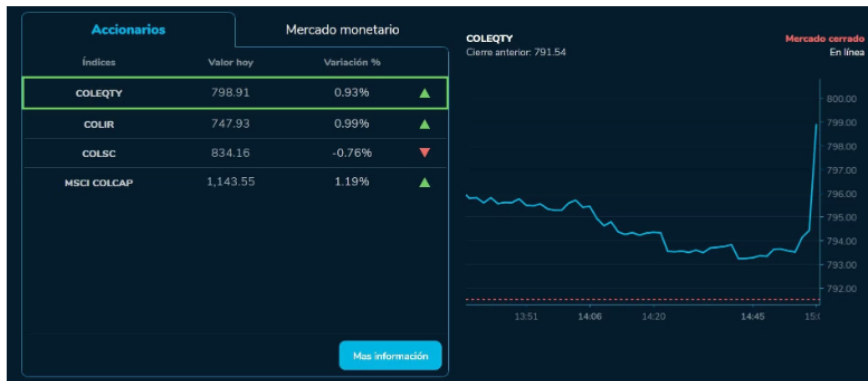 Accionarios Mercado monetario
Índices Valor hoy Variación %
COLEQTY 798.91 0.93%
COLIR 747.93 0.99%
COLSC 834.16 -0.76%
MSCI COLCAP 1,143.55 1.19%
Mas información
COLEQTY Mercado cerrado
Cierre anterior: 791.54 En línea
800.00
799.00
798.00
797.00
796.00
795.00
794.00
793.00
792.00
13:51 14:06 14:20 14:45